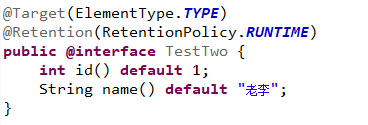 @Target(ElementType.TYPE)
@Retention(RetentionPolicy.RUNTIME)
public @interface TestTwo {
    int id() default 1;
    String name() default "老李";
}